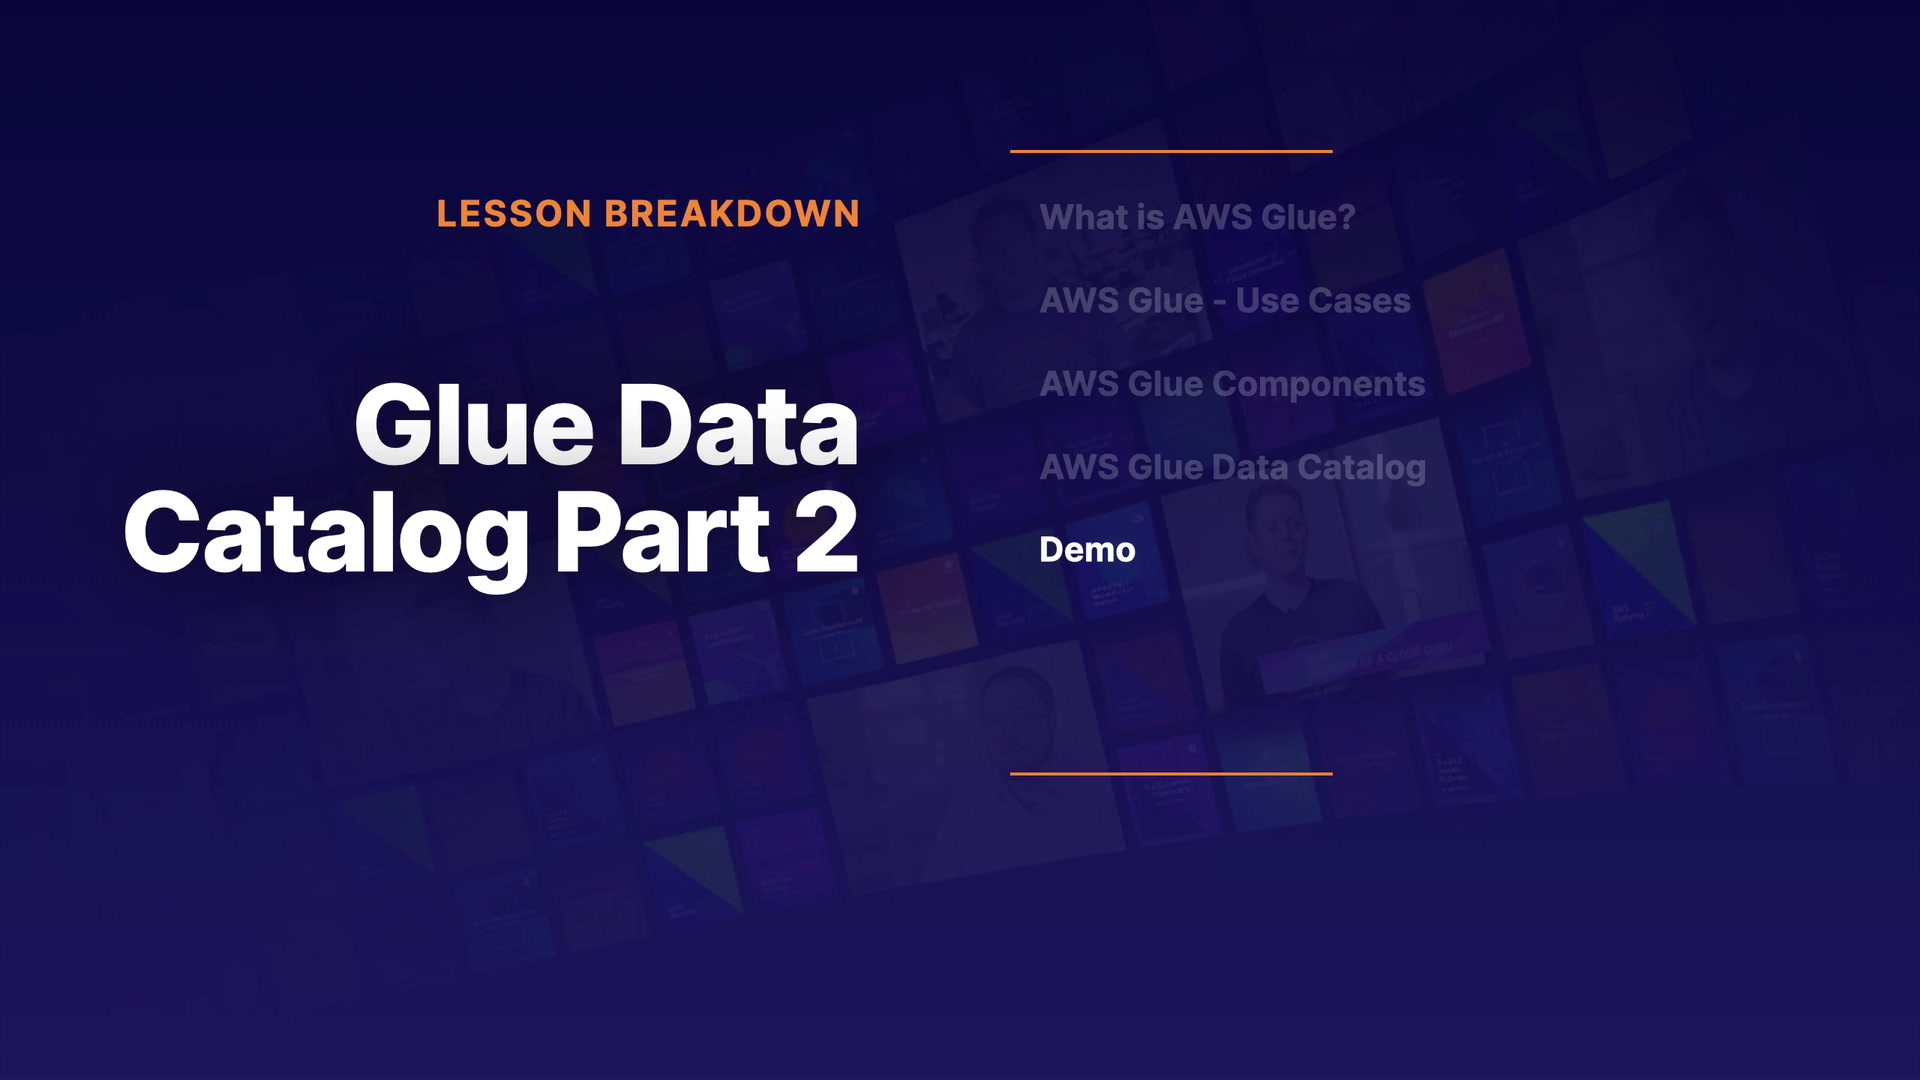 LESSON BREAKDOWN
Glue Data
Catalog Part 2
What is AWS Glue?
AWS Glue - Use Cases
AWS Glue Components
AWS Glue Data Catalog
Demo